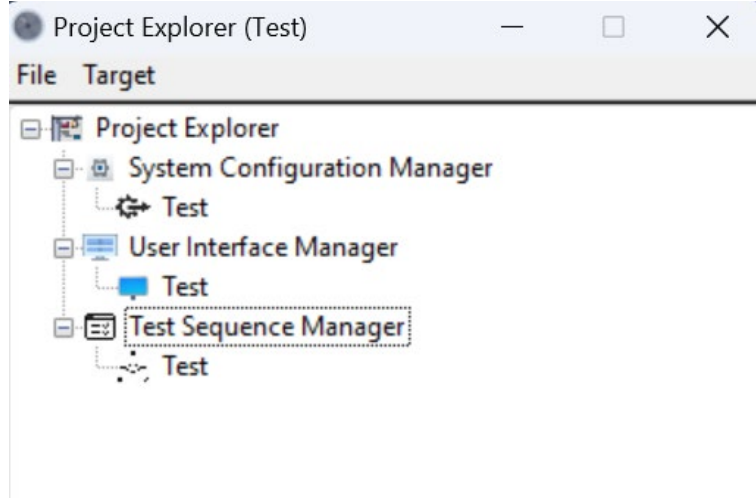 Project Explorer (Test)
File Target
Project Explorer
System Configuration Manager
Test
User Interface Manager
Test
Test Sequence Manager
Test